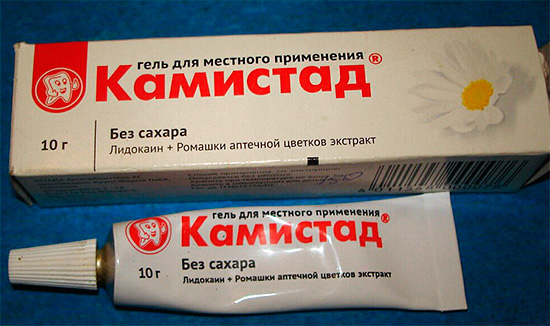 гель для местного применения
Камистад®
10 г
Без сахара
Лидокаин + Ромашки аптечной цветков экстракт
гель для местного применения
Камистад®
10 г
Без сахара
Лидокаин + Ромашки аптечной цветков экстракт